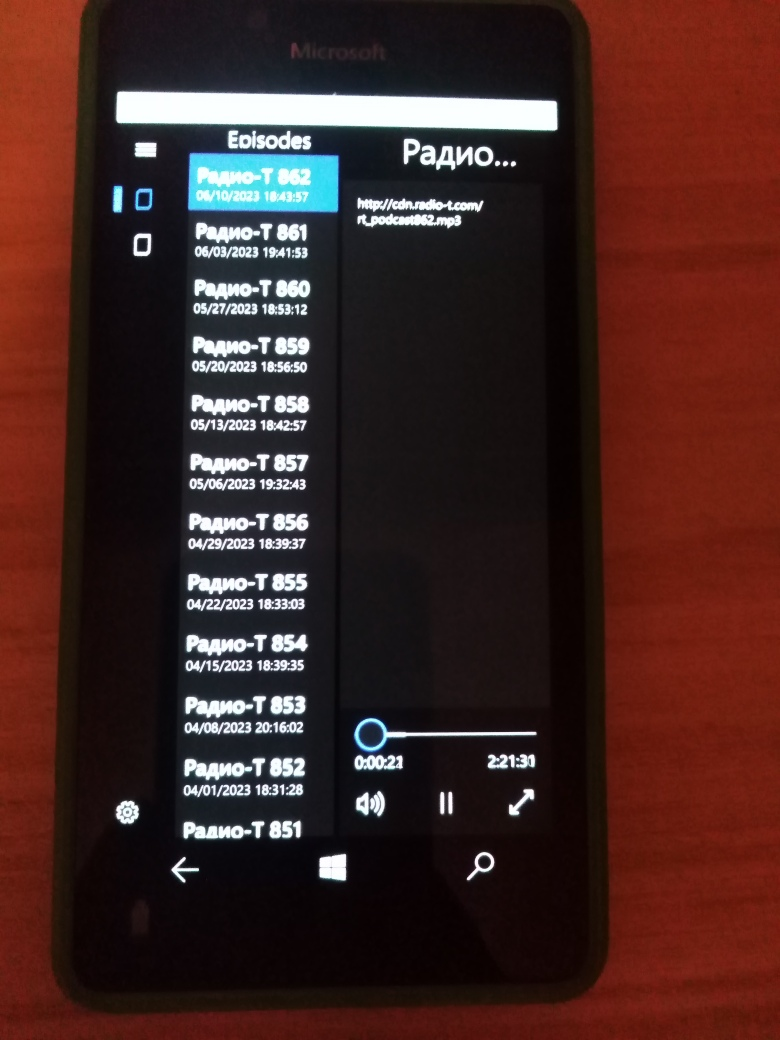 Microsoft
Episodes
Радио-Т 862
06/10/2023 18:43:57
Радио-Т 861
06/03/2023 19:41:53
Радио-Т 860
05/27/2023 18:53:12
Радио-Т 859
05/20/2023 18:56:50
Радио-Т 858
05/13/2023 18:42:57
Радио-Т 857
05/06/2023 19:32:43
Радио-Т 856
04/29/2023 18:39:37
Радио-Т 855
04/22/2023 18:33:03
Радио-Т 854
04/15/2023 18:39:35
Радио-Т 853
04/08/2023 20:16:02
Радио-Т 852
04/01/2023 18:31:28
Радио-Т 851
Радио...
http://cdn.radio-t.com/
rt_podcast862.mp3
0:00:21
2:21:31